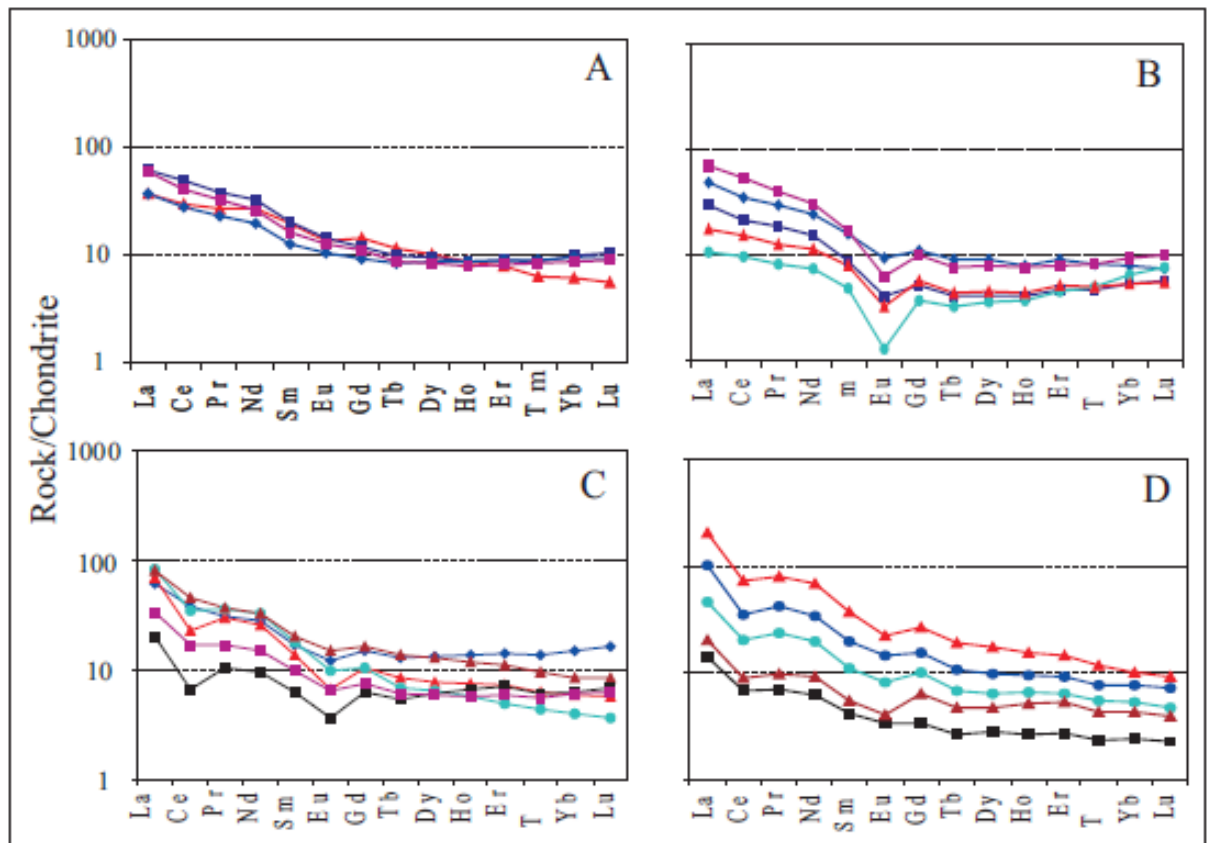 1000
100
10
1
A
La Ce Pr Nd Sm Eu Gd Tb Dy Ho Er Tm Yb Lu
B
La Ce Pr Nd m Eu Gd Tb Dy Ho Er T Yb Lu
Rock/Chondrite
1000
100
10
1
C
La Ce Pr Nd Sm Eu Gd Tb Dy Ho Er T Yb Lu
D
La Ce Pr Nd Sm Eu Gd Tb Dy Ho Er T Yb Lu